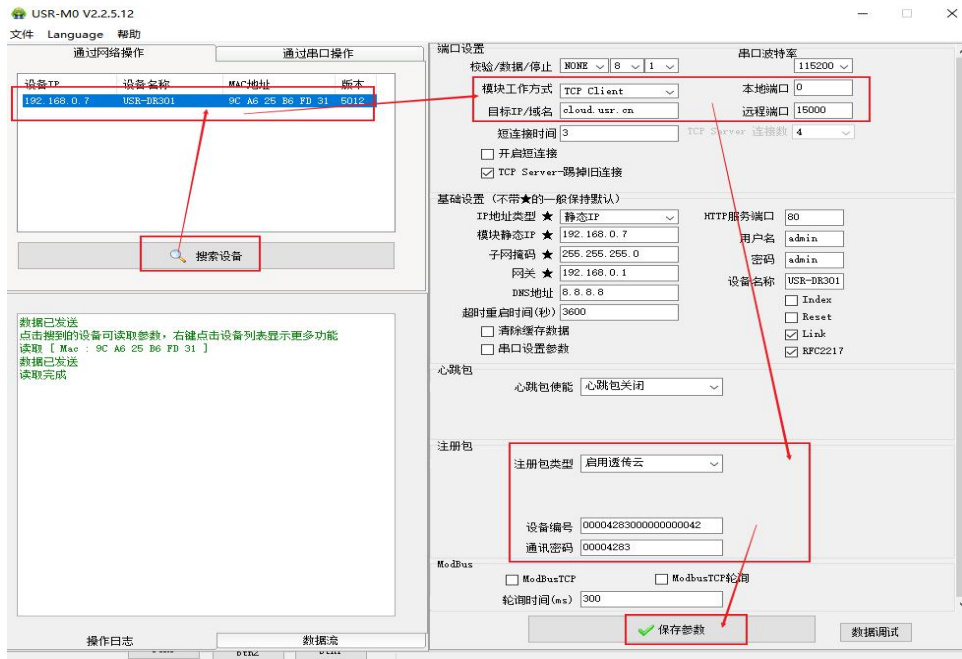 USR-M0 V2.2.5.12
文件 Language 帮助
通过网络操作 通过串口操作
设备IP 设备名称 MAC地址 版本
192.168.0.7 USR-DR301 9C A6 25 B6 FD 31 5012
搜索设备
数据已发送
点击搜到的设备可读取参数，右键点击设备列表显示更多功能
读取 [ Mac : 9C A6 25 B6 FD 31 ]
数据已发送
读取完成
操作日志 数据流
端口设置
串口波特率
校验/数据/停止 NONE 8 1 115200
模块工作方式 TCP Client 本地端口 0
目标IP/域名 cloud.usr.cn 远程端口 15000
短连接时间 3 TCP Server 连接数 4
开启短连接
TCP Server-踢掉旧连接
基础设置（不带★的一般保持默认）
IP地址类型 ★ 静态IP HTTP服务端口 80
模块静态IP ★ 192.168.0.7 用户名 admin
子网掩码 ★ 255.255.255.0 密码 admin
网关 ★ 192.168.0.1 设备名称 USR-DR301
DNS地址 8.8.8.8 Index
超时重启时间(秒) 3600 Reset
清除缓存数据 Link
串口设置参数 RFC2217
心跳包
心跳包使能 心跳包关闭
注册包
注册包类型 启用透传云
设备编号 00004283000000000042
通讯密码 00004283
ModBus
ModBusTCP ModbusTCP轮询
轮询时间(ms) 300
保存参数 数据调试